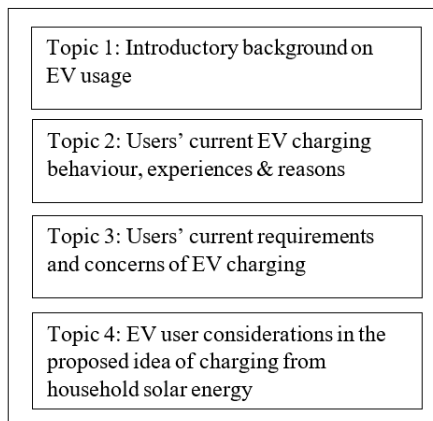 Topic 1: Introductory background on
EV usage
Topic 2: Users' current EV charging
behaviour, experiences & reasons
Topic 3: Users' current requirements
and concerns of EV charging
Topic 4: EV user considerations in the
proposed idea of charging from
household solar energy